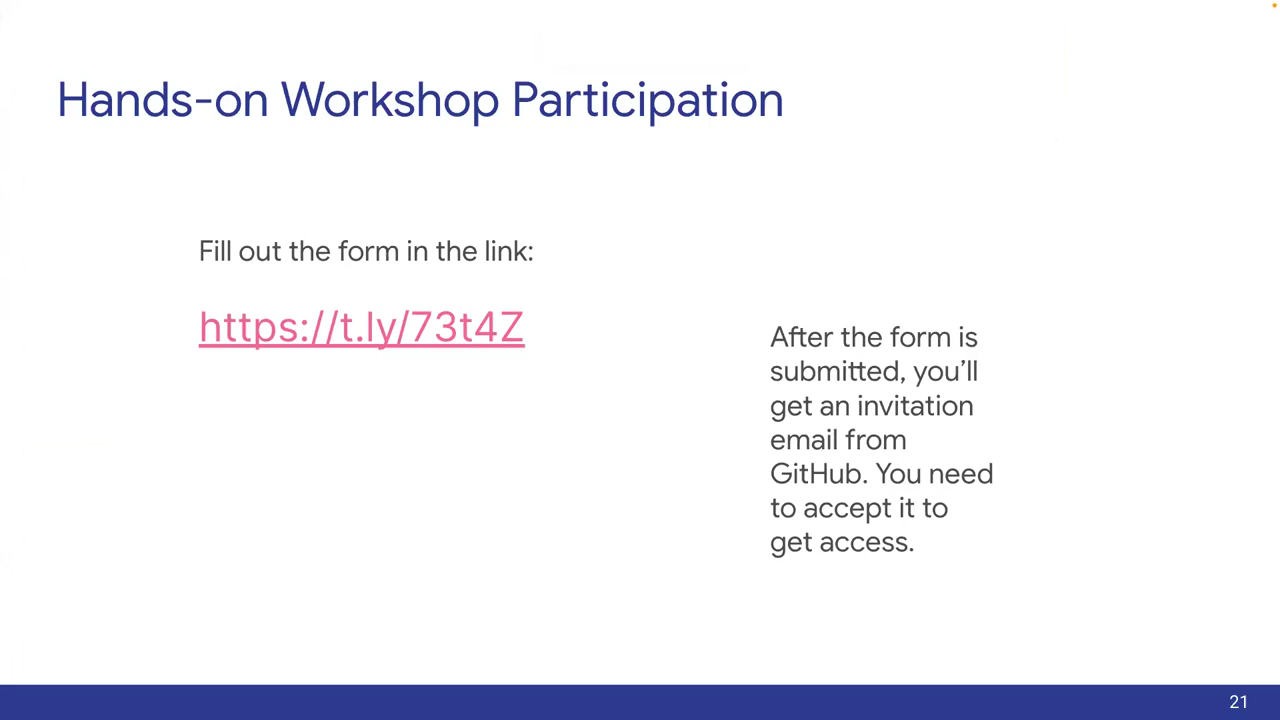 Hands-on Workshop Participation
Fill out the form in the link:
https://t.ly/73t4Z
After the form is
submitted, you’ll
get an invitation
email from
GitHub. You need
to accept it to
get access.
21